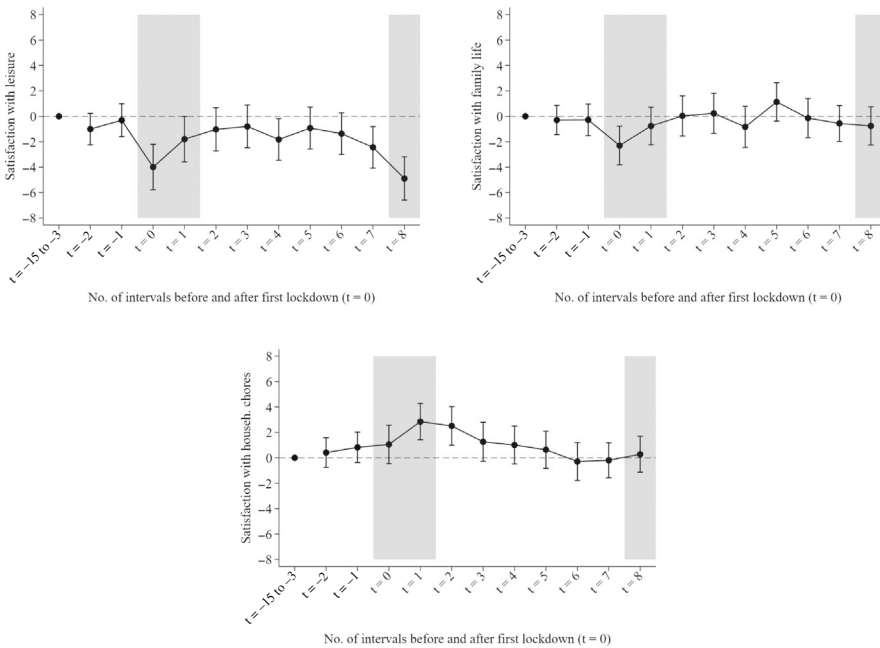 Satisfaction with leisure
8
6
4
2
0
−2
−4
−6
−8
t = −15 to −3
t = −2
t = −1
t = 0
t = 1
t = 2
t = 3
t = 4
t = 5
t = 6
t = 7
t = 8
No. of intervals before and after first lockdown (t = 0)
Satisfaction with family life
8
6
4
2
0
−2
−4
−6
−8
t = −15 to −3
t = −2
t = −1
t = 0
t = 1
t = 2
t = 3
t = 4
t = 5
t = 6
t = 7
t = 8
No. of intervals before and after first lockdown (t = 0)
Satisfaction with househ. chores
8
6
4
2
0
−2
−4
−6
−8
t = −15 to −3
t = −2
t = −1
t = 0
t = 1
t = 2
t = 3
t = 4
t = 5
t = 6
t = 7
t = 8
No. of intervals before and after first lockdown (t = 0)